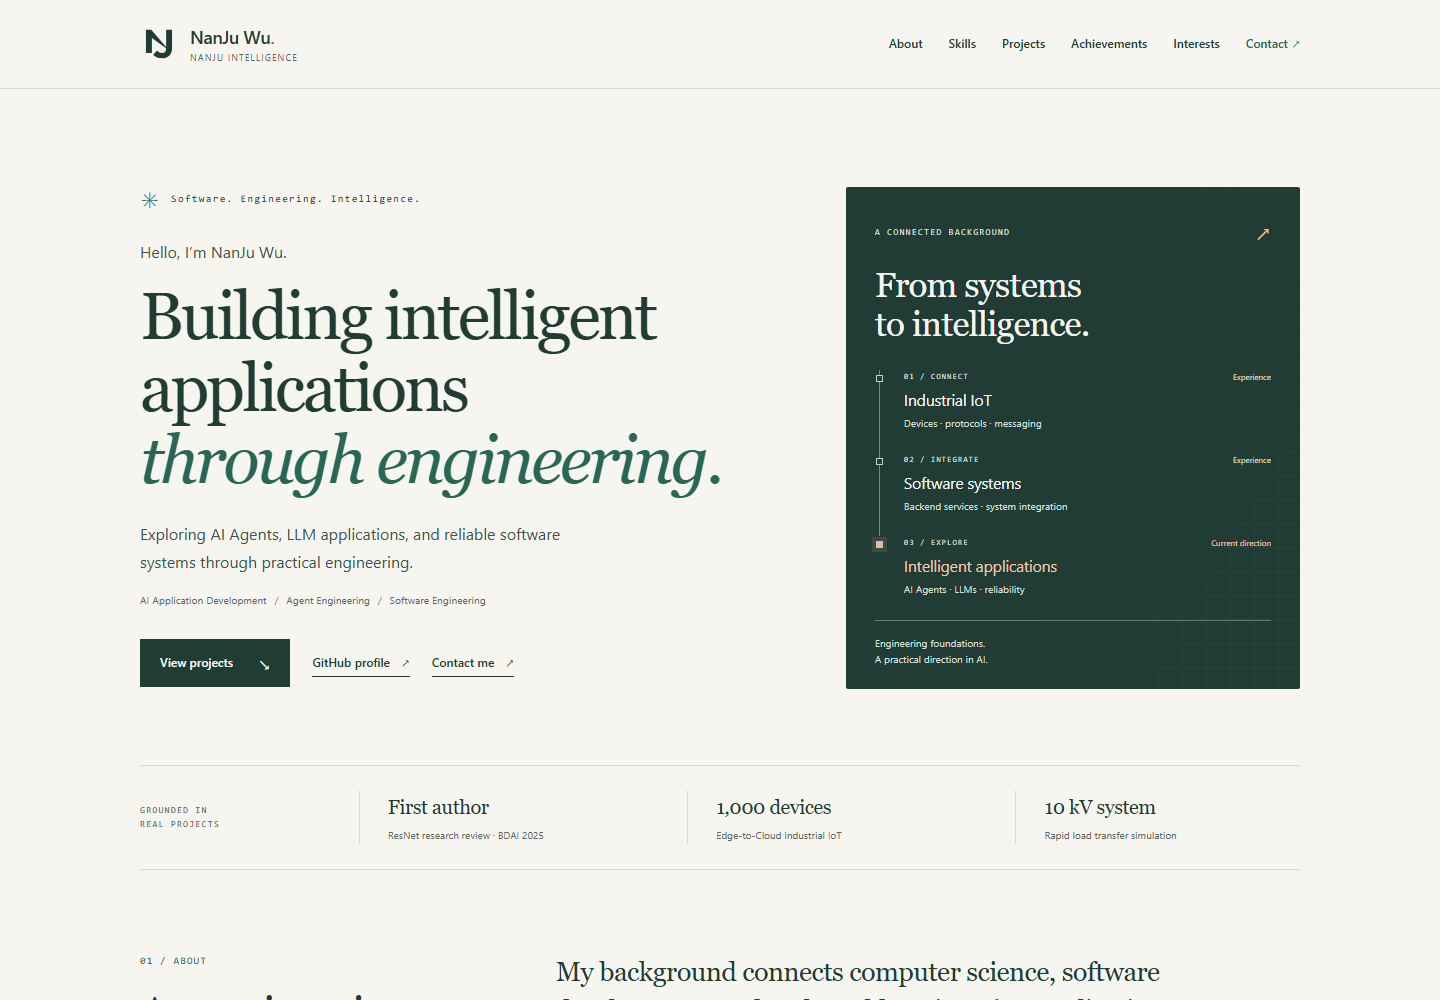 NanJu Wu.
NANJU INTELLIGENCE
About
Skills
Projects
Achievements
Interests
Contact ↗
Software. Engineering. Intelligence.
Hello, I'm NanJu Wu.
Building intelligent
applications
through engineering.
Exploring AI Agents, LLM applications, and reliable software
systems through practical engineering.
AI Application Development / Agent Engineering / Software Engineering
View projects ↘
GitHub profile ↗
Contact me ↗
A CONNECTED BACKGROUND ↗
From systems
to intelligence.
01 / CONNECT
Experience
Industrial IoT
Devices · protocols · messaging
02 / INTEGRATE
Experience
Software systems
Backend services · system integration
03 / EXPLORE
Current direction
Intelligent applications
AI Agents · LLMs · reliability
Engineering foundations.
A practical direction in AI.
GROUNDED IN
REAL PROJECTS
First author
ResNet research review · BDAI 2025
1,000 devices
Edge-to-Cloud industrial IoT
10 kV system
Rapid load transfer simulation
01 / ABOUT
My background connects computer science, software